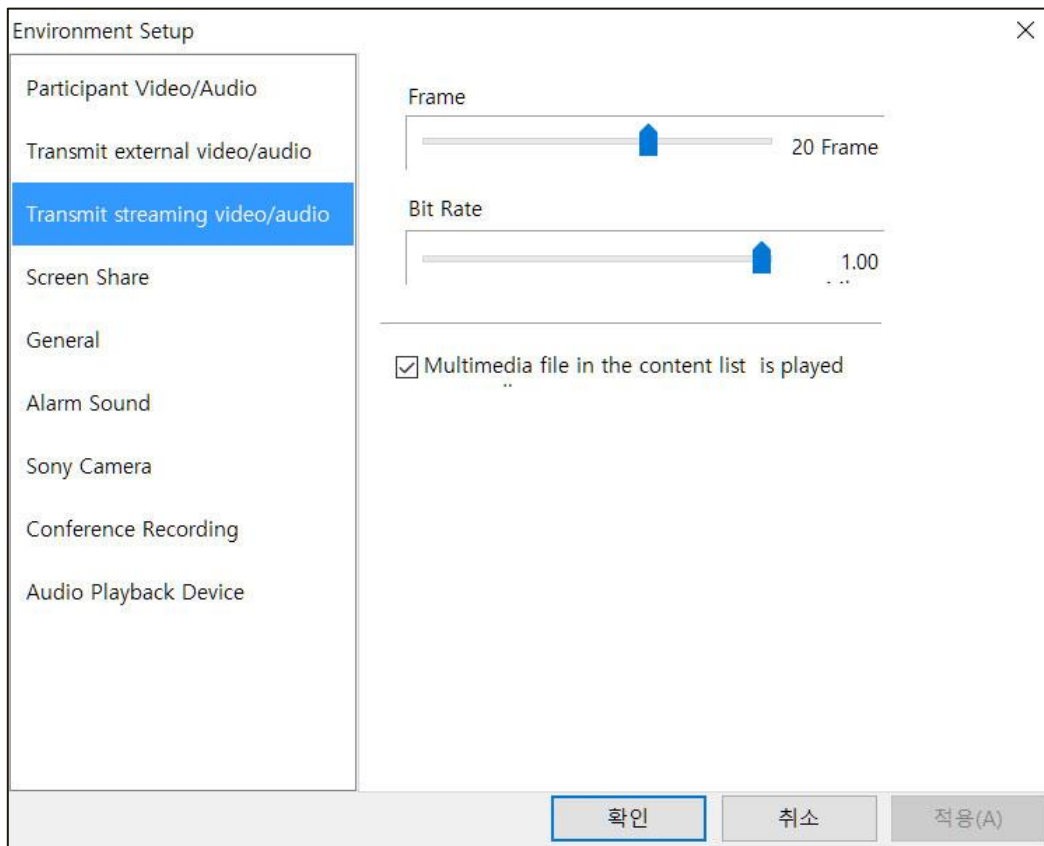 Environment Setup
Participant Video/Audio
Transmit external video/audio
Transmit streaming video/audio
Screen Share
General
Alarm Sound
Sony Camera
Conference Recording
Audio Playback Device
Frame
20 Frame
Bit Rate
1.00
Multimedia file in the content list is played
확인
취소
적용(A)